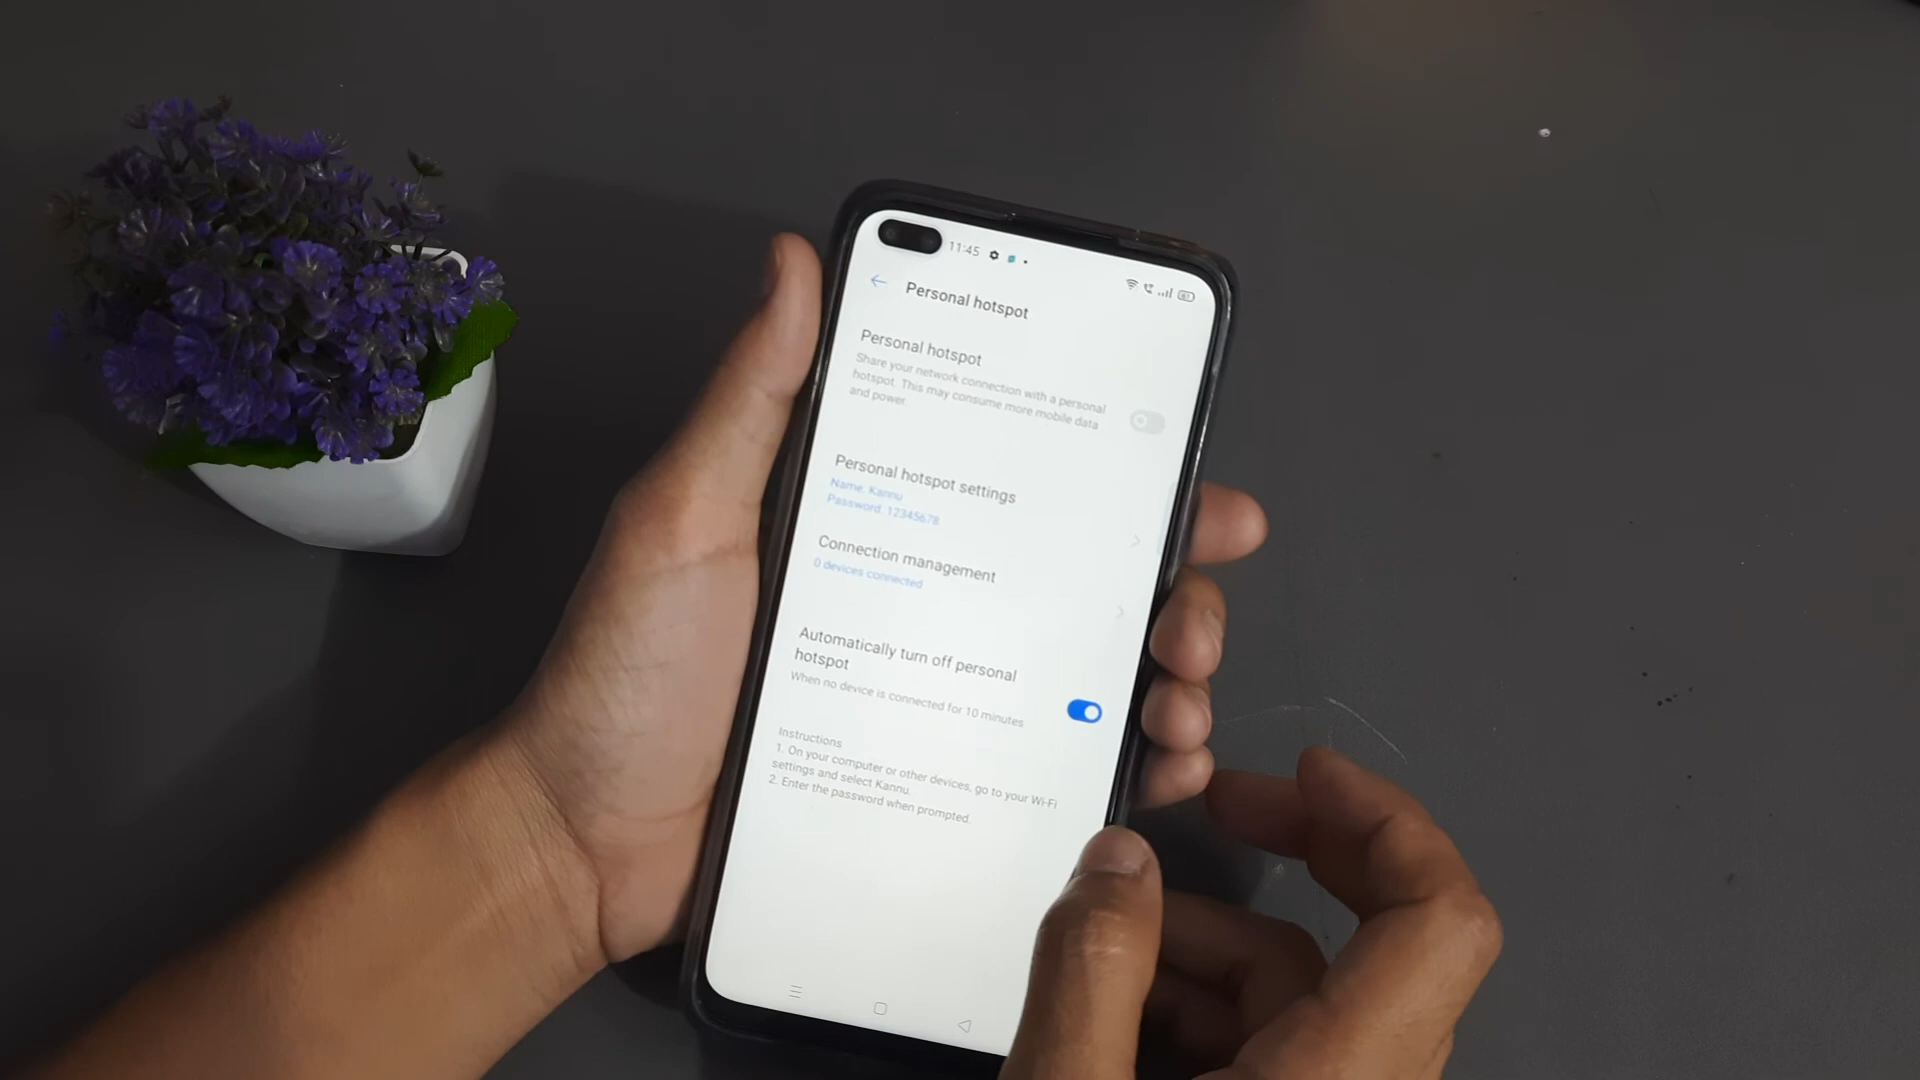 11:45
Personal hotspot
Personal hotspot
Share your network connection with a personal
hotspot. This may consume more mobile data
and power.
Personal hotspot settings
Name: Kannu
Password: 12345678
Connection management
0 devices connected
Automatically turn off personal
hotspot
When no device is connected for 10 minutes
Instructions
1. On your computer or other devices, go to your Wi-Fi
settings and select Kannu.
2. Enter the password when prompted.